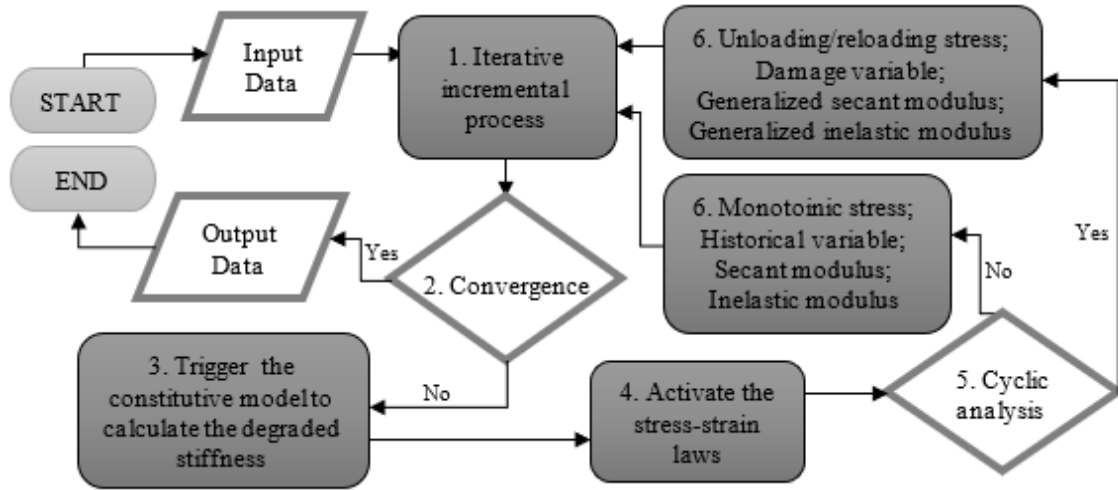 START
Input
Data
1. Iterative
incremental
process
2. Convergence
Yes
Output
Data
END
No
3. Trigger the
constitutive model to
calculate the degraded
stiffness
4. Activate the
stress-strain
laws
5. Cyclic
analysis
No
6. Monotoinic stress;
Historical variable;
Secant modulus;
Inelastic modulus
Yes
6. Unloading/reloading stress;
Damage variable;
Generalized secant modulus;
Generalized inelastic modulus